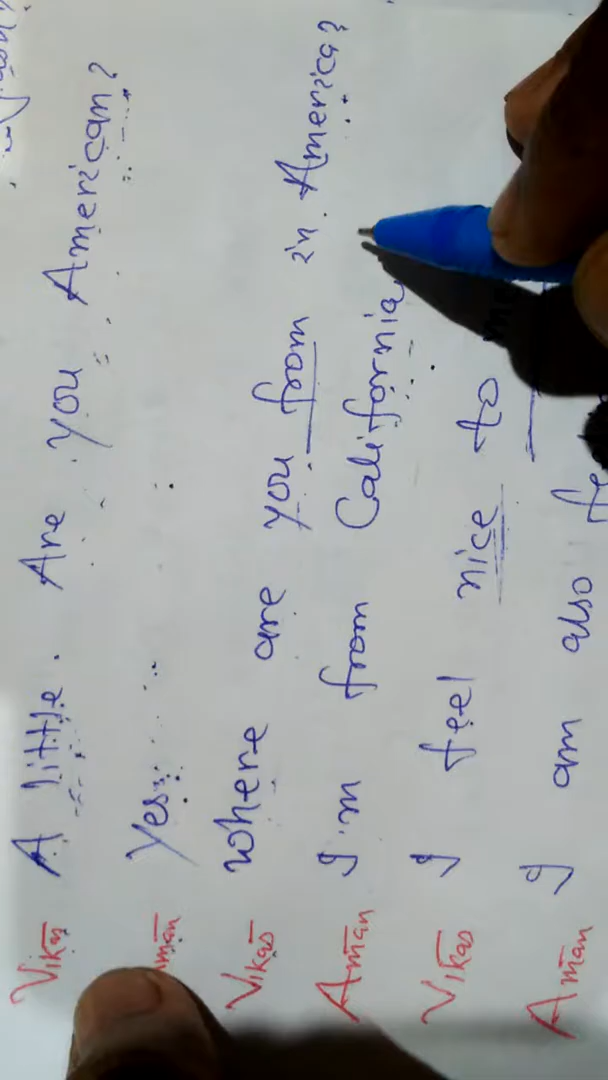 Vikas A little. Are you American?
Aman Yes.
Vikas where are you from in America?
Aman I'm from California
Vikas I feel nice to
Aman I am also